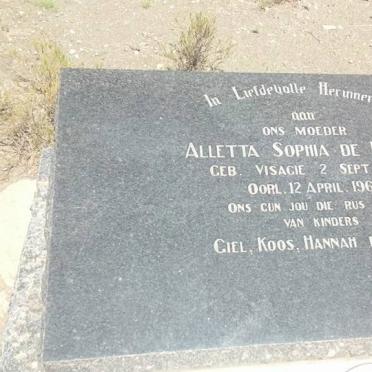 In Liefdevolle Herinner
aan
ONS MOEDER
ALLETTA SOPHIA DE
GEB. VISAGIE 2 SEPT
OORL. 12 APRIL 196
ONS GUN JOU DIE RUS
VAN KINDERS
GIEL, KOOS, HANNAH